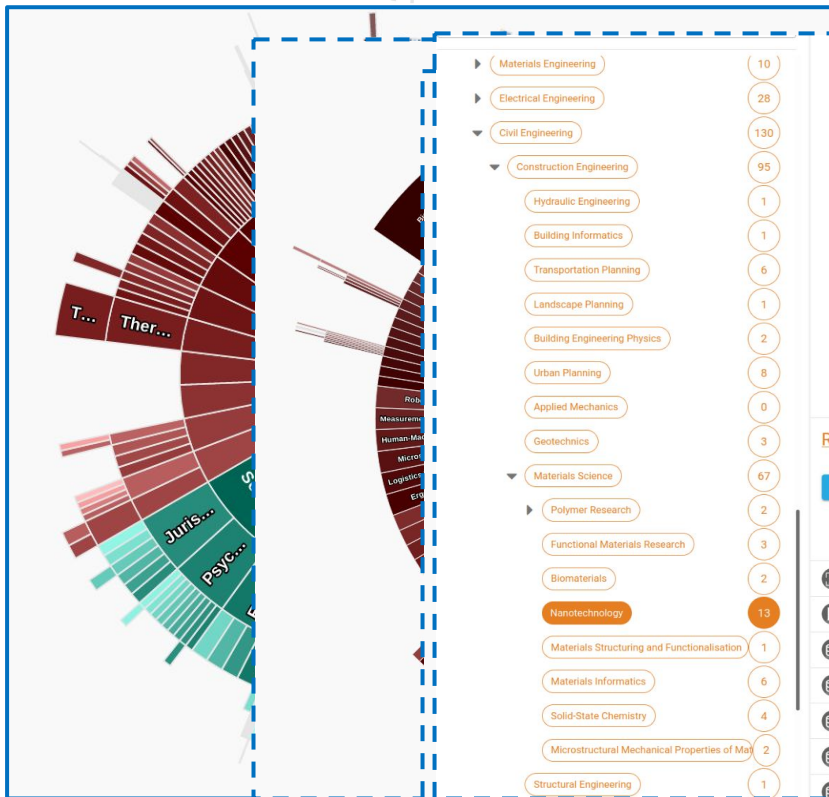 T...
Ther...
Juris...
Psyc...
Measurement
Human-Mac
Micro
Logistics
Erg
Materials Engineering 10
Electrical Engineering 28
Civil Engineering 130
Construction Engineering 95
Hydraulic Engineering 1
Building Informatics 1
Transportation Planning 6
Landscape Planning 1
Building Engineering Physics 2
Urban Planning 8
Applied Mechanics 0
Geotechnics 3
Materials Science 67
Polymer Research 2
Functional Materials Research 3
Biomaterials 2
Nanotechnology 13
Materials Structuring and Functionalisation 1
Materials Informatics 6
Solid-State Chemistry 4
Microstructural Mechanical Properties of Mat 2
Structural Engineering 1
R